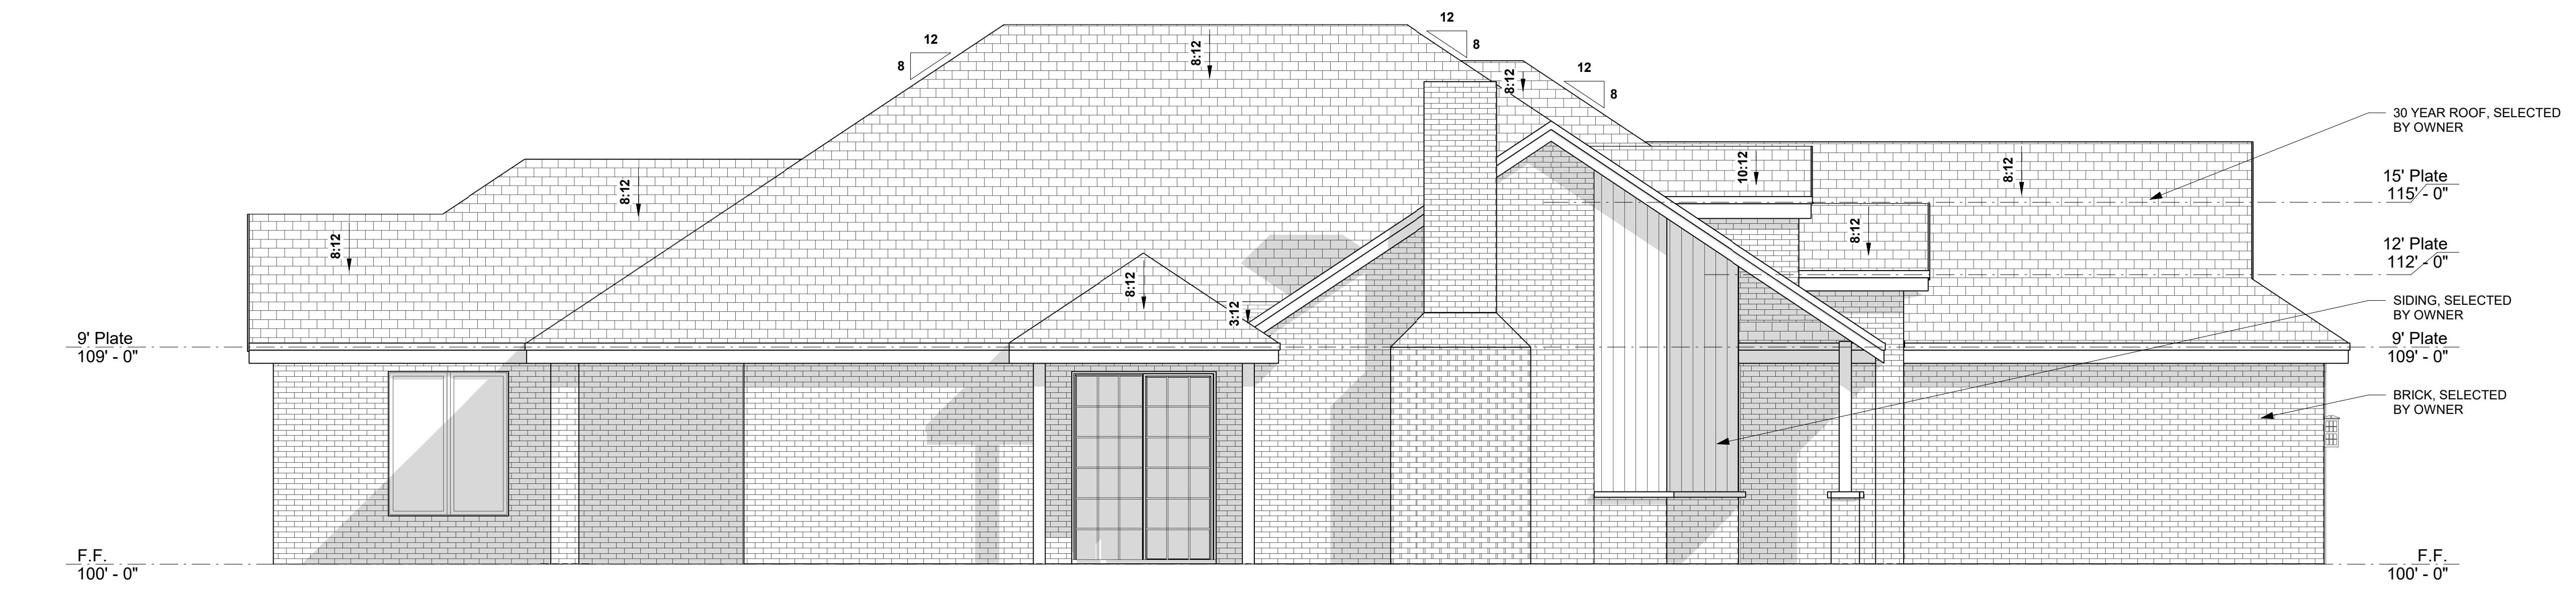 12
8
8:12
12
8
8:12
12
8
8:12
8:12
10:12
8:12
8:12
8:12
3:12
30 YEAR ROOF, SELECTED
BY OWNER
15' Plate
115' - 0"
12' Plate
112' - 0"
SIDING, SELECTED
BY OWNER
9' Plate
109' - 0"
9' Plate
109' - 0"
BRICK, SELECTED
BY OWNER
F.F.
100' - 0"
F.F.
100' - 0"